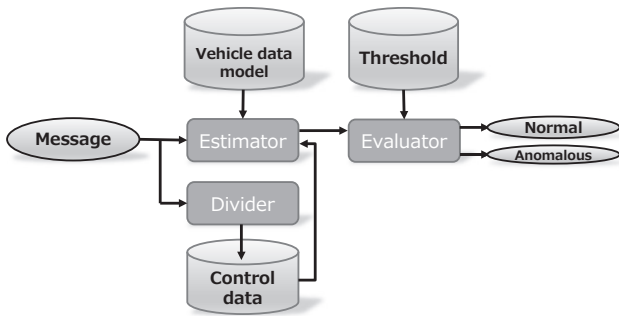 Vehicle data
model
Threshold
Message
Estimator
Evaluator
Normal
Anomalous
Divider
Control
data